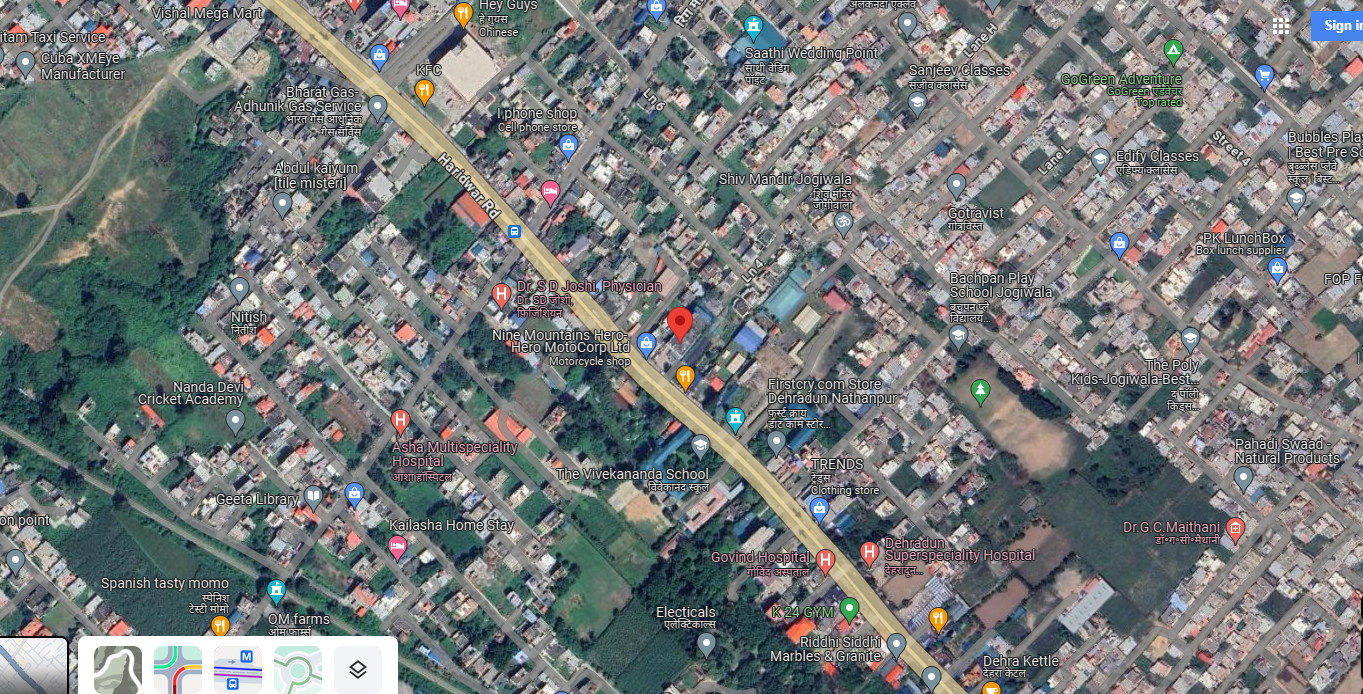 Hey Guys
हे गुयस
Chinese
Vishal Mega Mart
itam Taxi Service
Cuba XMEye
Manufacturer
अलकनंदा एंक्लेव
Lane H
Sign in
Saathi Wedding Point
साथी वेडिंग
पॉइंट
Sanjeev Classes
संजीव क्लासेस
GoGreen Adventure
GoGreen एडवेंचर
Top rated
KFC
Bharat Gas-
Adhunik Gas Service
भारत गैस आधुनिक
गैस सर्विस
Ln 6
I phone shop
Cell phone store
Street 4
Bubbles Pla
| Best Pre Sc
बब्बल्स प्लेवे
स्कूल | बेस्ट...
Lane L
Edify Classes
एडिफ्य क्लासेस
Abdul kaiyum
[tile misteri]
Haridwar Rd
Shiv Mandir Jogiwala
शिव मंदिर
जोगीवाला
Gotravist
गोत्राविस्त
PK LunchBox
Box lunch supplier
Ln 4
Bachpan Play
School Jogiwala
बचपन प्ले
विद्यालय...
FOP F
Dr. S D Joshi, Physician
Dr. SD जोशी,
फिजिशियन
Nitish
नितीश
Nine Mountains Hero-
Hero MotoCorp Ltd
Motorcycle shop
The Poly
Kids-Jogiwala-Best...
द पोली
किड्स...
Nanda Devi
Cricket Academy
Firstcry.com Store
Dehradun Nathanpur
फर्स्ट क्राय
डॉट कॉम स्टोर...
Asha Multispeciality
Hospital
आशा हॉस्पिटल
Pahadi Swaad -
Natural Products
The Vivekananda School
विवेकानंद स्कूल
TRENDS
ट्रेंड्स
Clothing store
Geeta Library
on point
Kailasha Home Stay
Dr.G.C.Maithani
डॉ॰ग॰सी॰मैथानी
Govind Hospital
गोविंद अस्पताल
Dehradun
Superspeciality Hospital
देहरादून...
Spanish tasty momo
स्पेनिश
टेस्टी मोमो
OM farms
ओम फार्म्स
Electicals
एलेक्टिकाल्स
K 24 GYM
Riddhi Siddhi
Marbles & Granite
Dehra Kettle
देहरा केटल
M